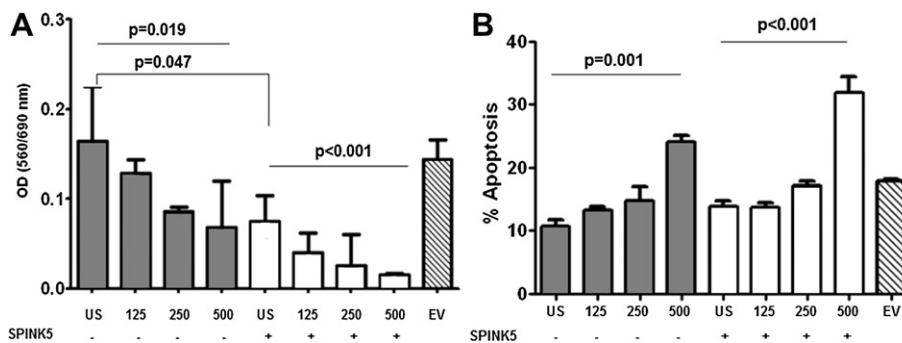 A
OD (560/690 nm)
0.3
0.2
0.1
0.0
p=0.019
p=0.047
p<0.001
US 125 250 500 US 125 250 500 EV
SPINK5 - - - - + + + +
B
% Apoptosis
40
30
20
10
0
p=0.001
p<0.001
US 125 250 500 US 125 250 500 EV
SPINK5 - - - - + + + +